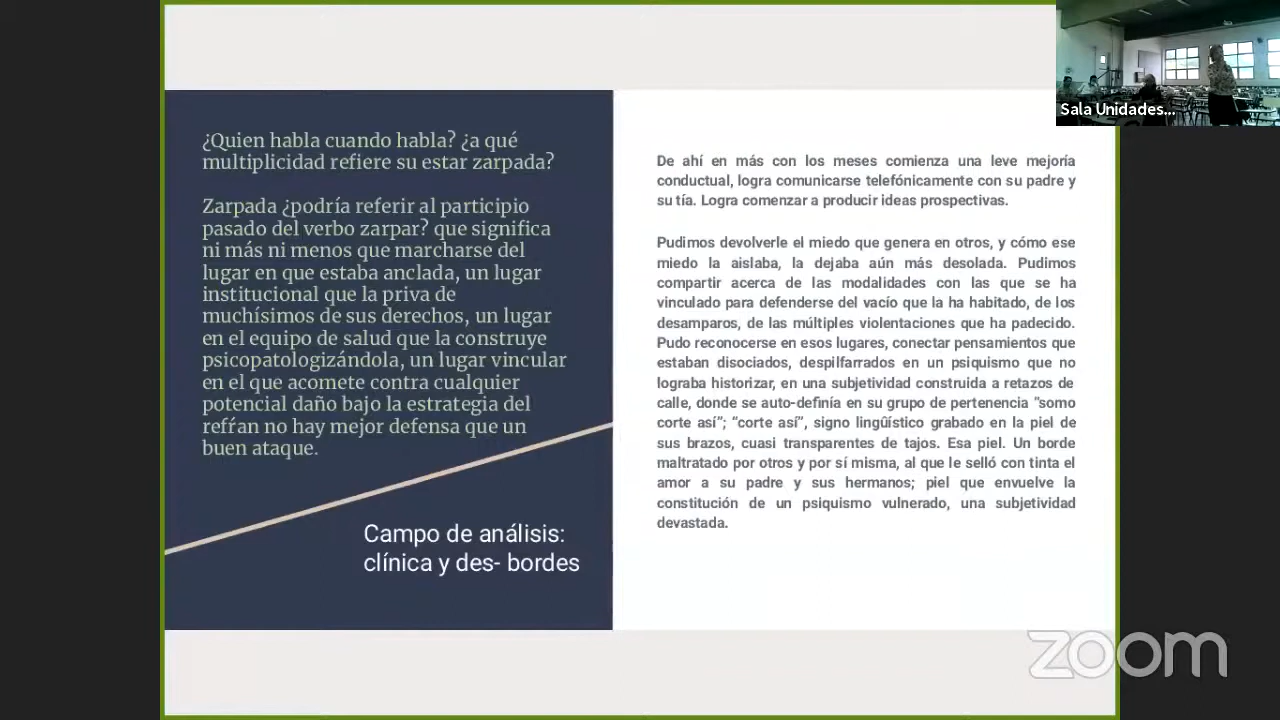 ¿Quien habla cuando habla? ¿a qué
multiplicidad refiere su estar zarpada?
Zarpada ¿podría referir al participio
pasado del verbo zarpar? que significa
ni más ni menos que marcharse del
lugar en que estaba anclada, un lugar
institucional que la priva de
muchísimos de sus derechos, un lugar
en el equipo de salud que la construye
psicopatologizándola, un lugar vincular
en el que acomete contra cualquier
potencial daño bajo la estrategia del
refŕan no hay mejor defensa que un
buen ataque.
Campo de análisis:
clínica y des- bordes
De ahí en más con los meses comienza una leve mejoría
conductual, logra comunicarse telefónicamente con su padre y
su tía. Logra comenzar a producir ideas prospectivas.
Pudimos devolverle el miedo que genera en otros, y cómo ese
miedo la aislaba, la dejaba aún más desolada. Pudimos
compartir acerca de las modalidades con las que se ha
vinculado para defenderse del vacío que la ha habitado, de los
desamparos, de las múltiples violentaciones que ha padecido.
Pudo reconocerse en esos lugares, conectar pensamientos que
estaban disociados, despilfarrados en un psiquismo que no
lograba historizar, en una subjetividad construida a retazos de
calle, donde se auto-definía en su grupo de pertenencia "somo
corte así"; "corte así", signo lingüístico grabado en la piel de
sus brazos, cuasi transparentes de tajos. Esa piel. Un borde
maltratado por otros y por sí misma, al que le selló con tinta el
amor a su padre y sus hermanos; piel que envuelve la
constitución de un psiquismo vulnerado, una subjetividad
devastada.
Sala Unidades...
zoom